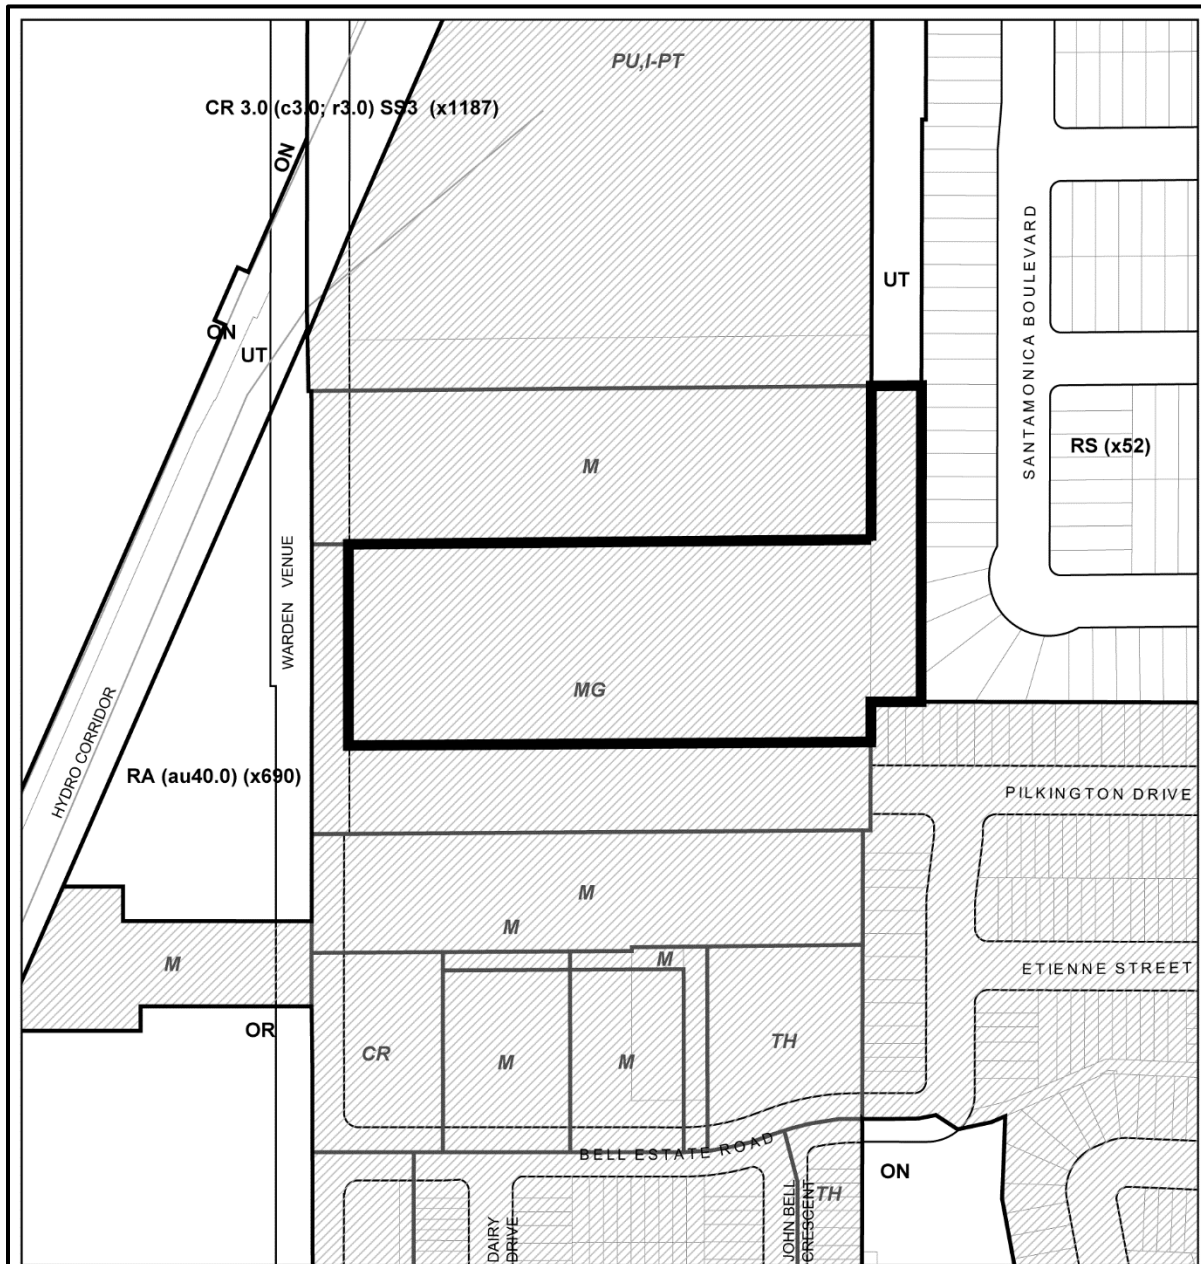 PU,I-PT
CR 3.0 (c3.0; r3.0) SS3 (x1187)
ON
UT
SANTAMONICA BOULEVARD
ON
UT
RS (x52)
M
WARDEN VENUE
MG
HYDRO CORRIDOR
RA (au40.0) (x690)
PILKINGTON DRIVE
M
M
M
M
ETIENNE STREET
OR
CR
M
M
TH
BELL ESTATE ROAD
ON
TH
DAIRY
DRIVE
JOHN BELL
CRESCENT